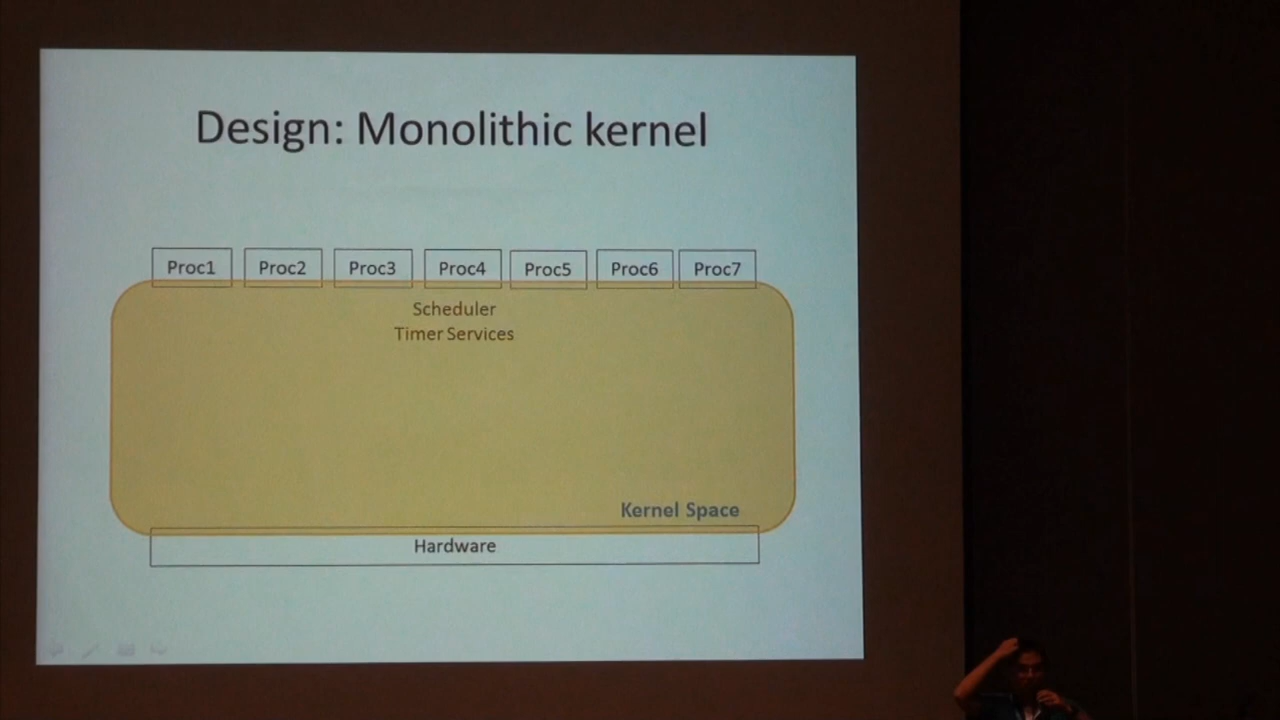 Design: Monolithic kernel
Proc1 Proc2 Proc3 Proc4 Proc5 Proc6 Proc7
Scheduler
Timer Services
Kernel Space
Hardware